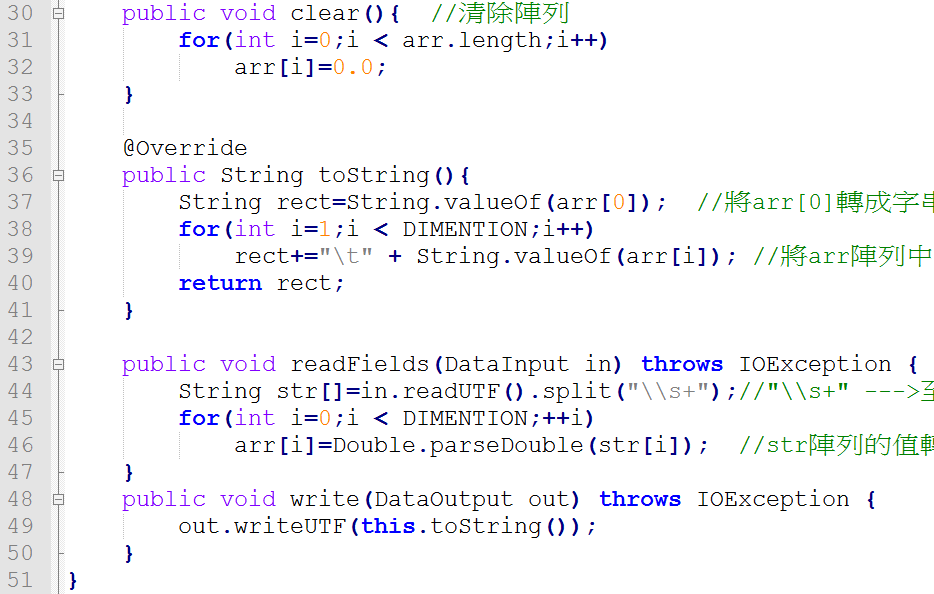 30 public void clear(){  //清除陣列
31 for(int i=0;i < arr.length;i++)
32 arr[i]=0.0;
33 }
34
35 @Override
36 public String toString(){
37 String rect=String.valueOf(arr[0]);  //將arr[0]轉成字串
38 for(int i=1;i < DIMENTION;i++)
39 rect+="\t" + String.valueOf(arr[i]); //將arr陣列中
40 return rect;
41 }
42
43 public void readFields(DataInput in) throws IOException {
44 String str[]=in.readUTF().split("\\s+");//"\\s+" --->至
45 for(int i=0;i < DIMENTION;++i)
46 arr[i]=Double.parseDouble(str[i]);  //str陣列的值轉
47 }
48 public void write(DataOutput out) throws IOException {
49 out.writeUTF(this.toString());
50 }
51 }